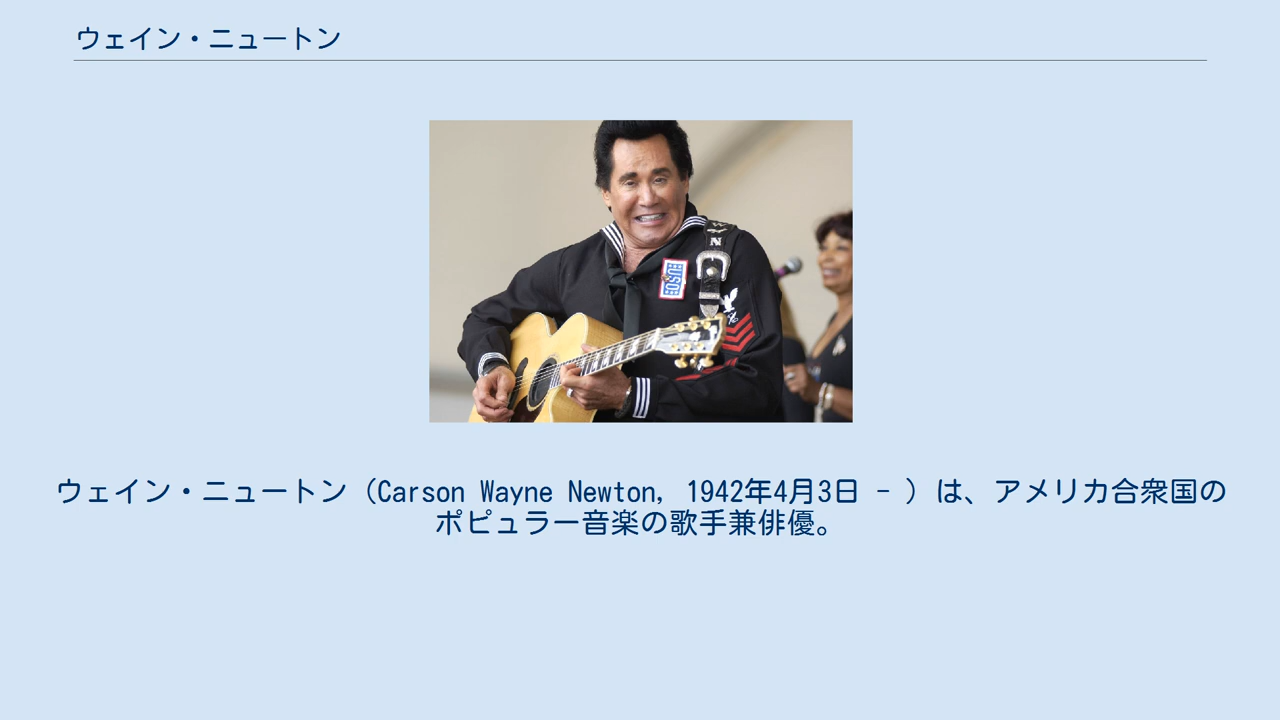 ウェイン・ニュートン
USO
N
ウェイン・ニュートン（Carson Wayne Newton, 1942年4月3日 - ）は、アメリカ合衆国の
ポピュラー音楽の歌手兼俳優。